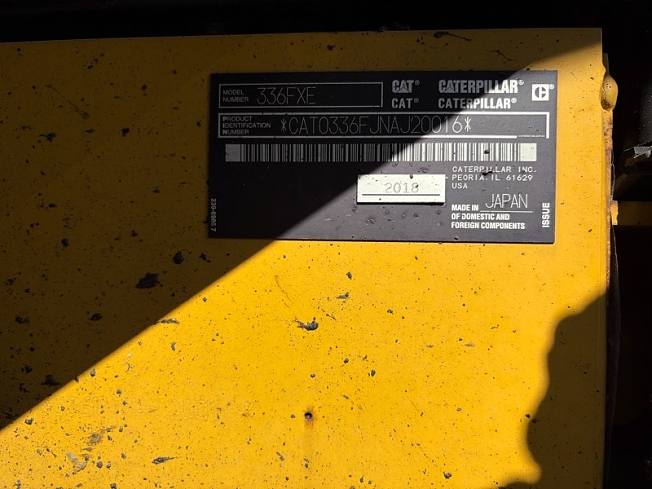 MODEL NUMBER 336FXE
CAT® CATERPILLAR®
CAT® CATERPILLAR®
PRODUCT IDENTIFICATION NUMBER *CAT0336FJNAJ20016*
CATERPILLAR INC.
PEORIA, IL 61629
USA
2018
MADE IN JAPAN
OF DOMESTIC AND
FOREIGN COMPONENTS
ISSUE